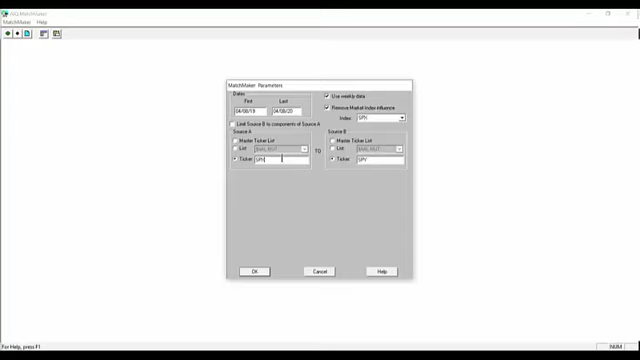 AIQ MatchMaker
MatchMaker Help
MatchMaker Parameters
Dates
First Last
04/08/19 04/08/20
Use weekly data
Remove Market Index influence
Index: SPX
Limit Source B to components of Source A
Source A
Master Ticker List
List
Ticker: SPY
TO
Source B
Master Ticker List
List
Ticker: SPY
OK Cancel Help
For Help, press F1
NUM